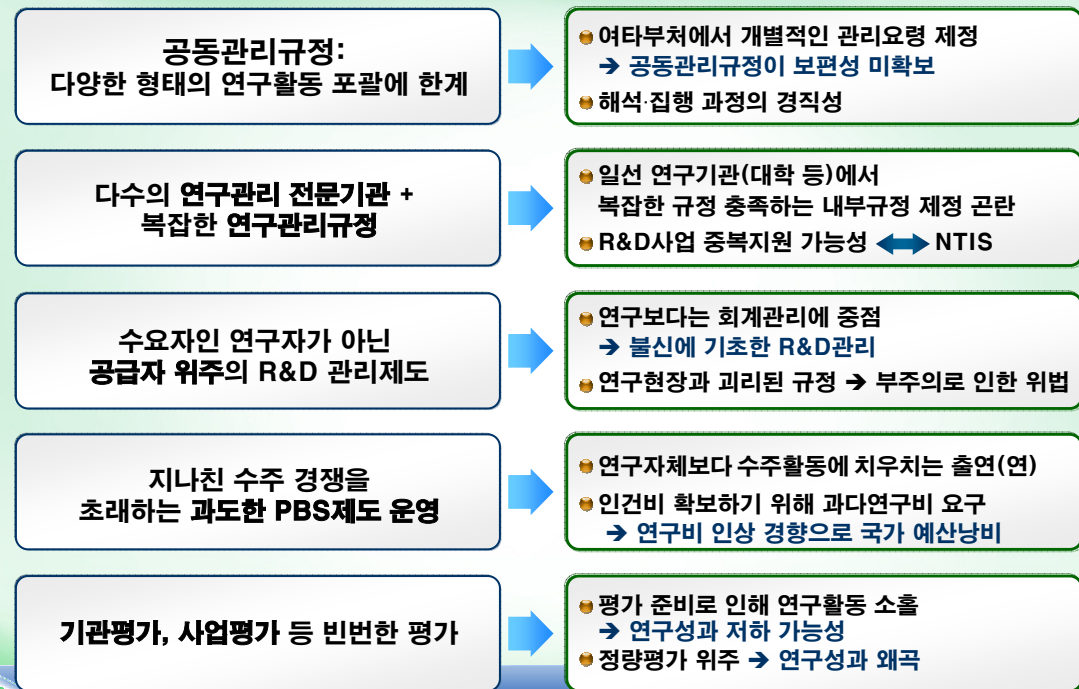 공동관리규정:
다양한 형태의 연구활동 포괄에 한계
여타부처에서 개별적인 관리요령 제정
→ 공동관리규정이 보편성 미확보
해석·집행 과정의 경직성
다수의 연구관리 전문기관 +
복잡한 연구관리규정
일선 연구기관(대학 등)에서
복잡한 규정 충족하는 내부규정 제정 곤란
R&D사업 중복지원 가능성 ↔ NTIS
수요자인 연구자가 아닌
공급자 위주의 R&D 관리제도
연구보다는 회계관리에 중점
→ 불신에 기초한 R&D관리
연구현장과 괴리된 규정 → 부주의로 인한 위법
지나친 수주 경쟁을
초래하는 과도한 PBS제도 운영
연구자체보다 수주활동에 치우치는 출연(연)
인건비 확보하기 위해 과다연구비 요구
→ 연구비 인상 경향으로 국가 예산낭비
기관평가, 사업평가 등 빈번한 평가
평가 준비로 인해 연구활동 소홀
→ 연구성과 저하 가능성
정량평가 위주 → 연구성과 왜곡